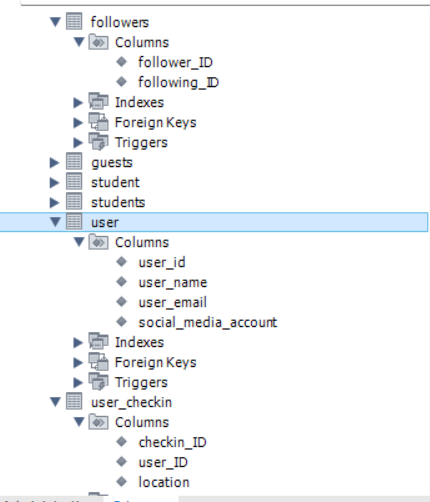 followers
Columns
follower_ID
following_ID
Indexes
Foreign Keys
Triggers
guests
student
students
user
Columns
user_id
user_name
user_email
social_media_account
Indexes
Foreign Keys
Triggers
user_checkin
Columns
checkin_ID
user_ID
location